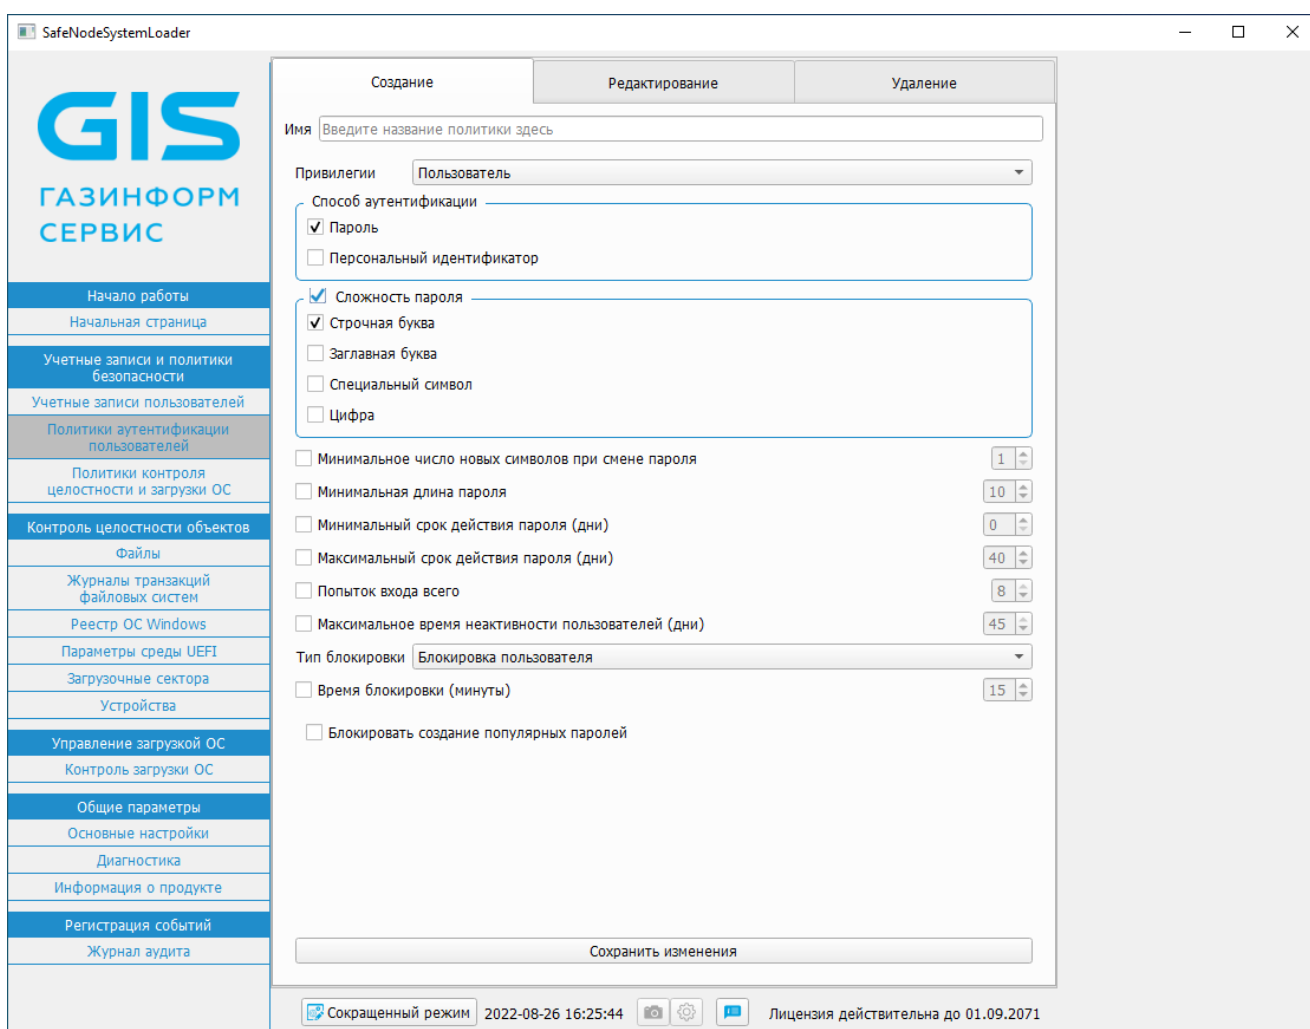 SafeNodeSystemLoader
GIS
ГАЗИНФОРМ
СЕРВИС
Начало работы
Начальная страница
Учетные записи и политики
безопасности
Учетные записи пользователей
Политики аутентификации
пользователей
Политики контроля
целостности и загрузки ОС
Контроль целостности объектов
Файлы
Журналы транзакций
файловых систем
Реестр ОС Windows
Параметры среды UEFI
Загрузочные сектора
Устройства
Управление загрузкой ОС
Контроль загрузки ОС
Общие параметры
Основные настройки
Диагностика
Информация о продукте
Регистрация событий
Журнал аудита
Создание Редактирование Удаление
Имя Введите название политики здесь
Привилегии Пользователь
Способ аутентификации
Пароль
Персональный идентификатор
Сложность пароля
Строчная буква
Заглавная буква
Специальный символ
Цифра
Минимальное число новых символов при смене пароля 1
Минимальная длина пароля 10
Минимальный срок действия пароля (дни) 0
Максимальный срок действия пароля (дни) 40
Попыток входа всего 8
Максимальное время неактивности пользователей (дни) 45
Тип блокировки Блокировка пользователя
Время блокировки (минуты) 15
Блокировать создание популярных паролей
Сохранить изменения
Сокращенный режим 2022-08-26 16:25:44 Лицензия действительна до 01.09.2071